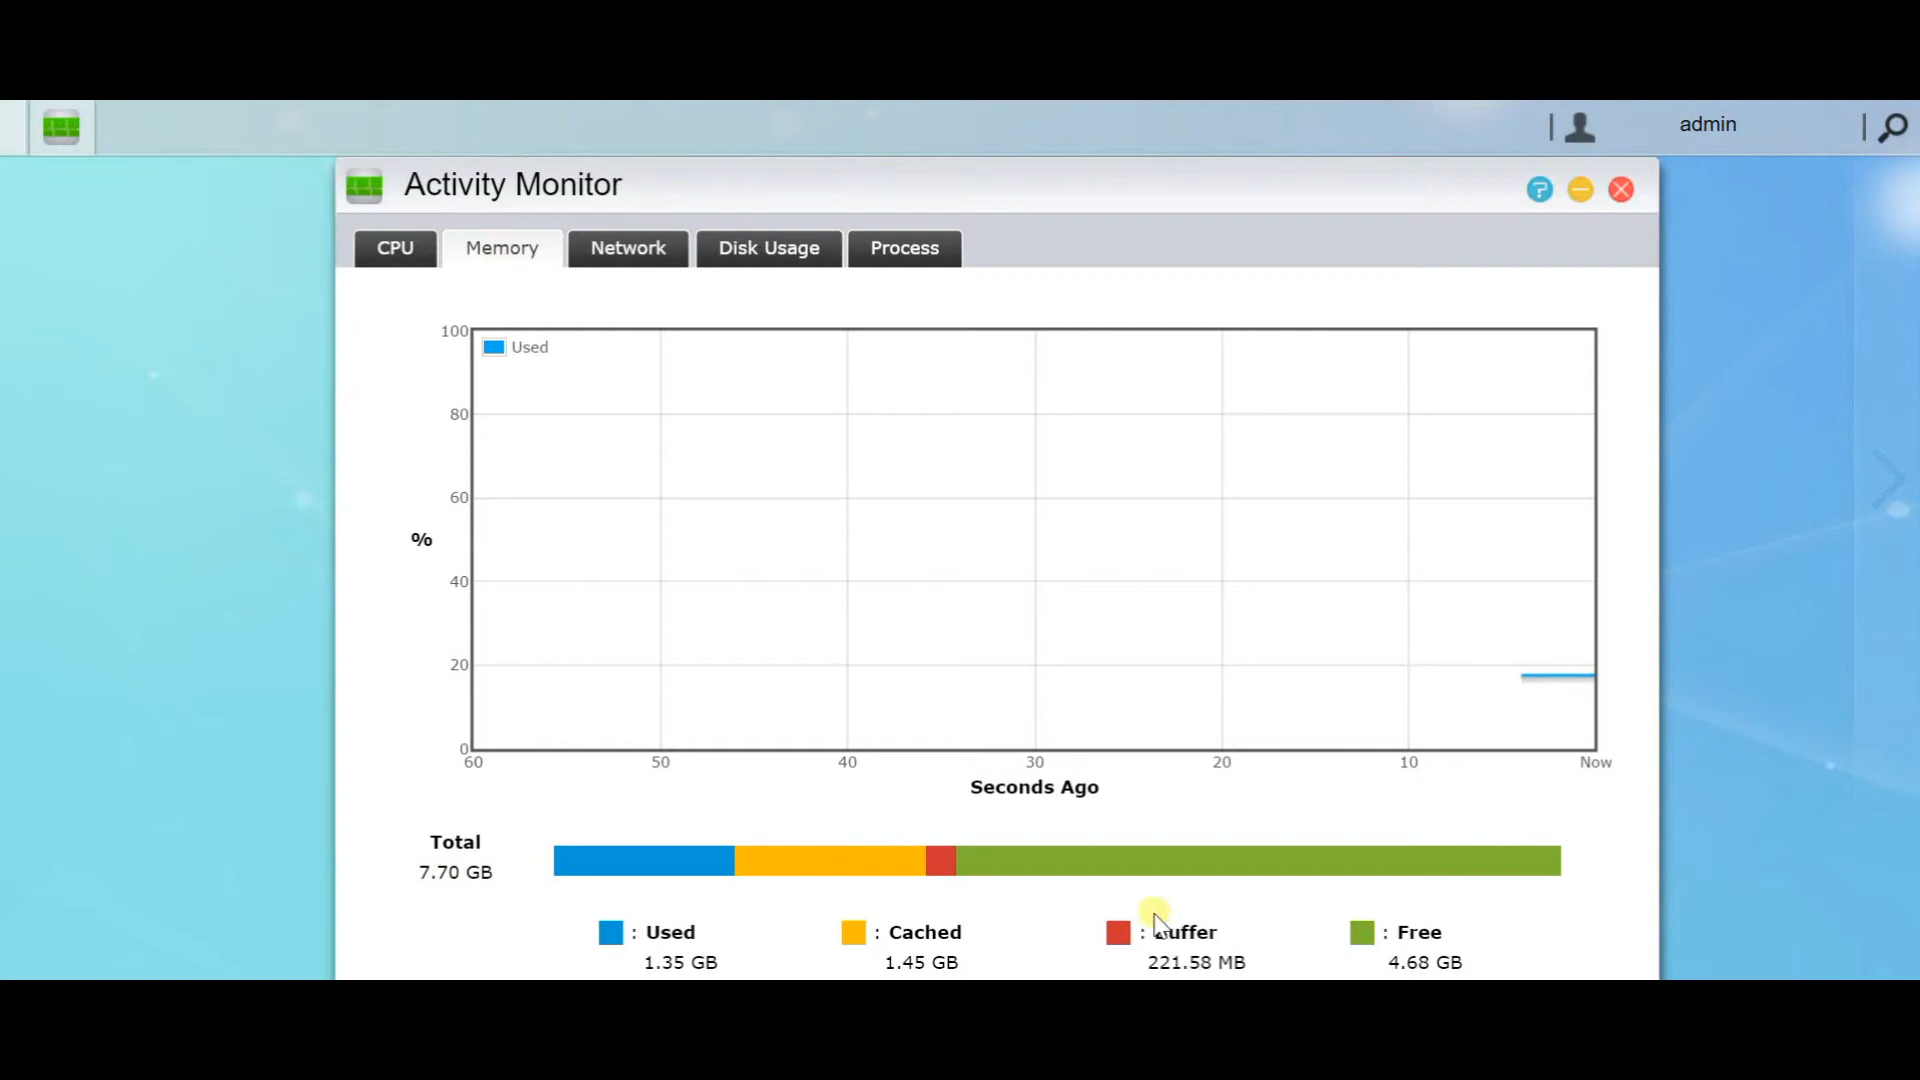 admin
Activity Monitor
CPU Memory Network Disk Usage Process
100
Used
80
60
%
40
20
0
60 50 40 30 20 10 Now
Seconds Ago
Total
7.70 GB
: Used : Cached : uffer : Free
1.35 GB 1.45 GB 221.58 MB 4.68 GB